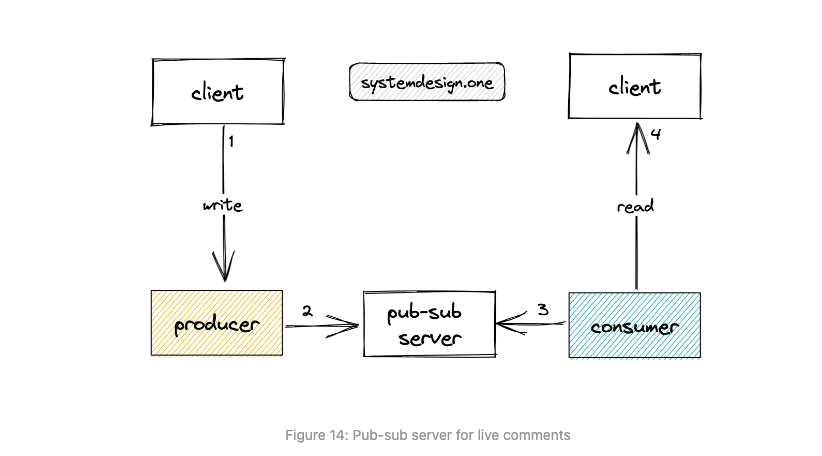 client
systemdesign.one
client
1
4
write
read
producer
2
pub-sub
server
3
consumer
Figure 14: Pub-sub server for live comments